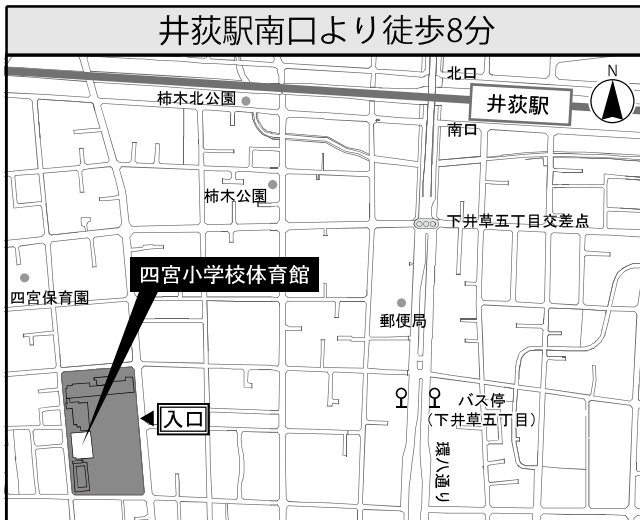 井荻駅南口より徒歩8分
北口
N
柿木北公園
井荻駅
南口
柿木公園
下井草五丁目交差点
四宮小学校体育館
四宮保育園
郵便局
バス停
（下井草五丁目）
入口
環八通り